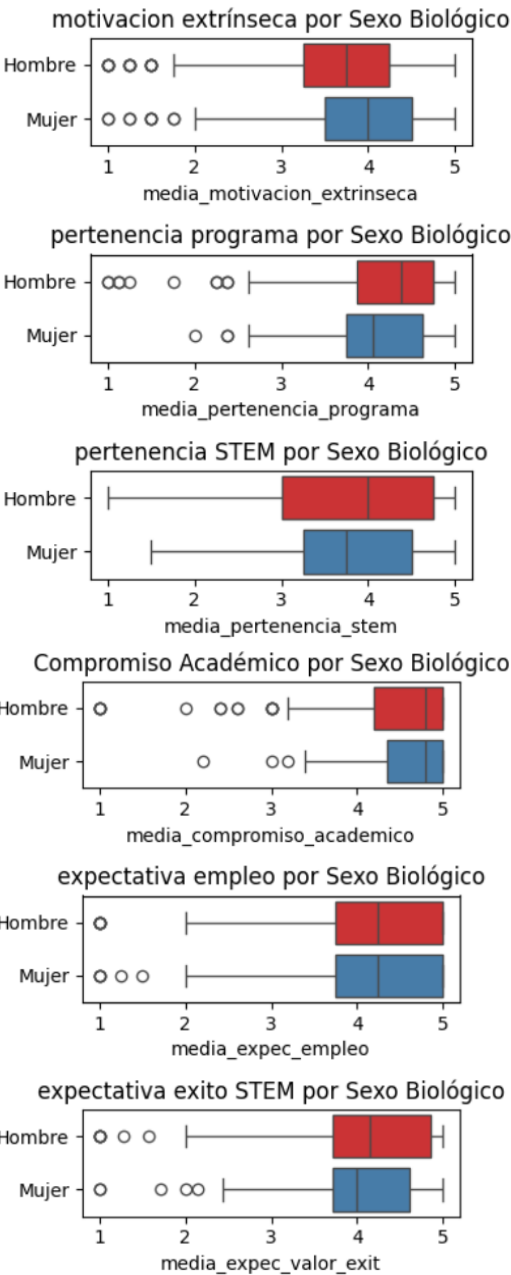 motivacion extrínseca por Sexo Biológico
Hombre
Mujer
1 2 3 4 5
media_motivacion_extrinseca
pertenencia programa por Sexo Biológico
Hombre
Mujer
1 2 3 4 5
media_pertenencia_programa
pertenencia STEM por Sexo Biológico
Hombre
Mujer
1 2 3 4 5
media_pertenencia_stem
Compromiso Académico por Sexo Biológico
Hombre
Mujer
1 2 3 4 5
media_compromiso_academico
expectativa empleo por Sexo Biológico
Hombre
Mujer
1 2 3 4 5
media_expec_empleo
expectativa exito STEM por Sexo Biológico
Hombre
Mujer
1 2 3 4 5
media_expec_valor_exit